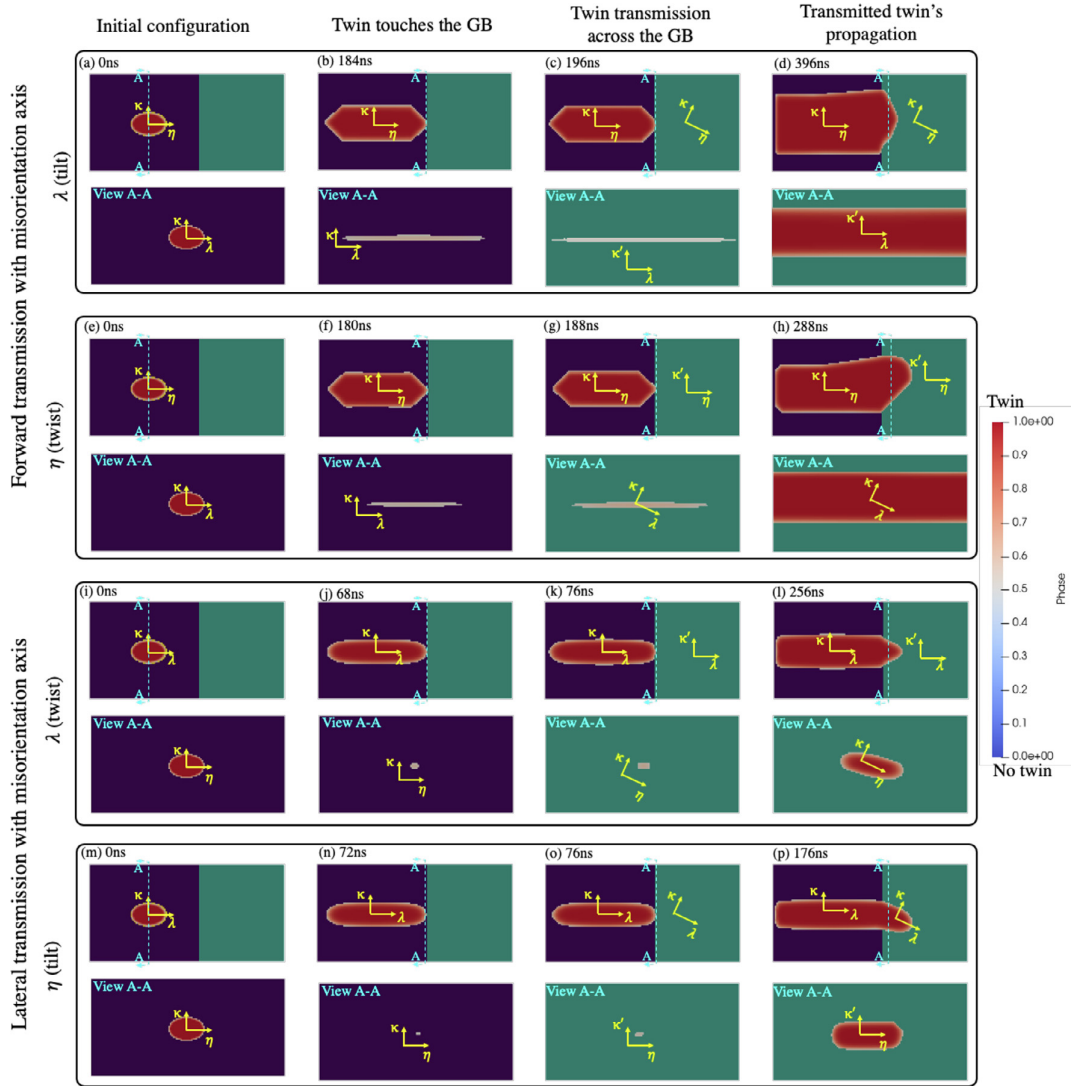 Initial configuration
Twin touches the GB
Twin transmission
across the GB
Transmitted twin's
propagation
Forward transmission with misorientation axis
λ (tilt)
(a) 0ns
A
κ
η
A
(b) 184ns
A
κ
η
A
(c) 196ns
A
κ
η
κ
η
A
(d) 396ns
A
κ
η
κ
η
A
View A-A
κ
λ
View A-A
κ
λ
View A-A
κ′
λ
View A-A
κ′
λ
η (twist)
(e) 0ns
A
κ
η
A
(f) 180ns
A
κ
η
A
(g) 188ns
A
κ
η
κ′
η
A
(h) 288ns
A
κ
η
κ′
η
A
View A-A
κ
λ
View A-A
κ
λ
View A-A
κ
λ
View A-A
κ
λ
Lateral transmission with misorientation axis
λ (twist)
(i) 0ns
A
κ
λ
A
(j) 68ns
A
κ
λ
A
(k) 76ns
A
κ
λ
κ′
λ
A
(l) 256ns
A
κ
λ
κ′
λ
A
View A-A
κ
η
View A-A
κ
η
View A-A
κ
η
View A-A
κ
η
η (tilt)
(m) 0ns
A
κ
λ
A
(n) 72ns
A
κ
λ
A
(o) 76ns
A
κ
λ
κ
λ
A
(p) 176ns
A
κ
λ
κ
λ
A
View A-A
κ
η
View A-A
κ
η
View A-A
κ′
η
View A-A
κ′
η
Twin
1.0e+00
0.9
0.8
0.7
0.6
0.5
0.4
0.3
0.2
0.1
0.0e+00
Phase
No twin